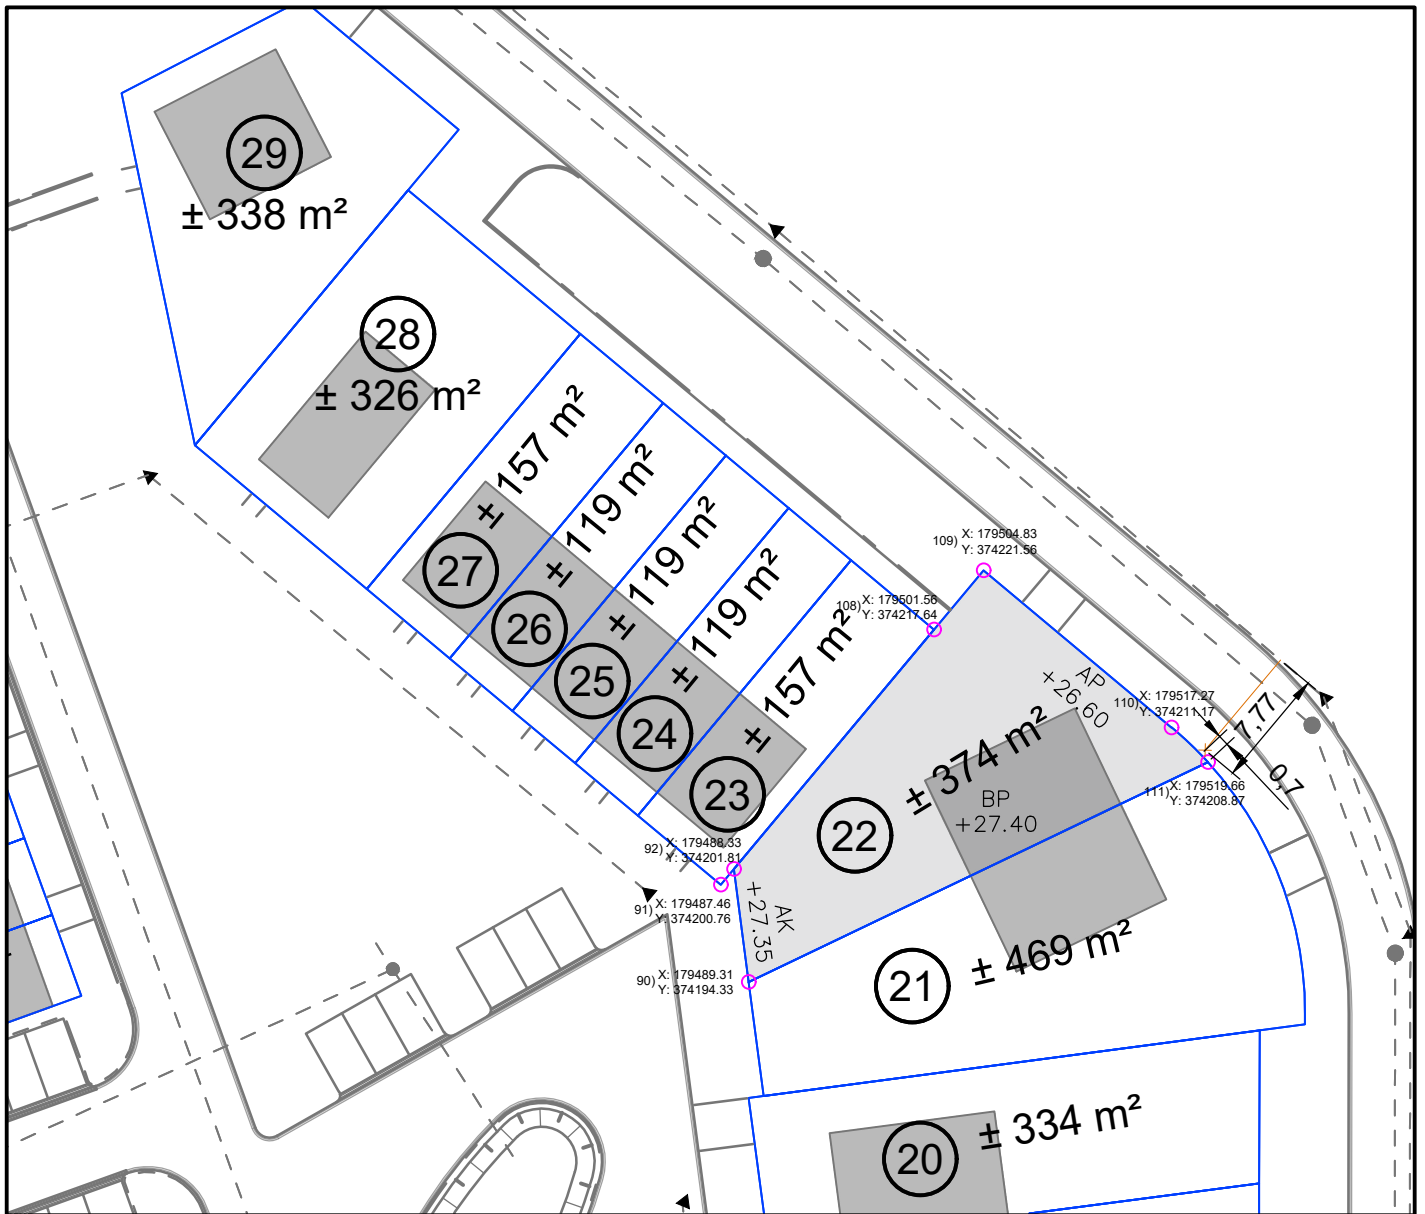 29
± 338 m²
28
± 326 m²
± 157 m²
27
± 119 m²
26
± 119 m²
25
± 119 m²
24
± 157 m²
23
109) X: 179504.83
Y: 374221.56
108) X: 179501.56
Y: 374217.64
AP
+26.60
110) X: 179517.27
Y: 374211.17
7,77
0,7
111) X: 179519.66
Y: 374208.87
± 374 m²
BP
+27.40
22
92) X: 179488.33
Y: 374201.81
91) X: 179487.46
Y: 374200.76
AK
+27.35
90) X: 179489.31
Y: 374194.33
21
± 469 m²
20
± 334 m²